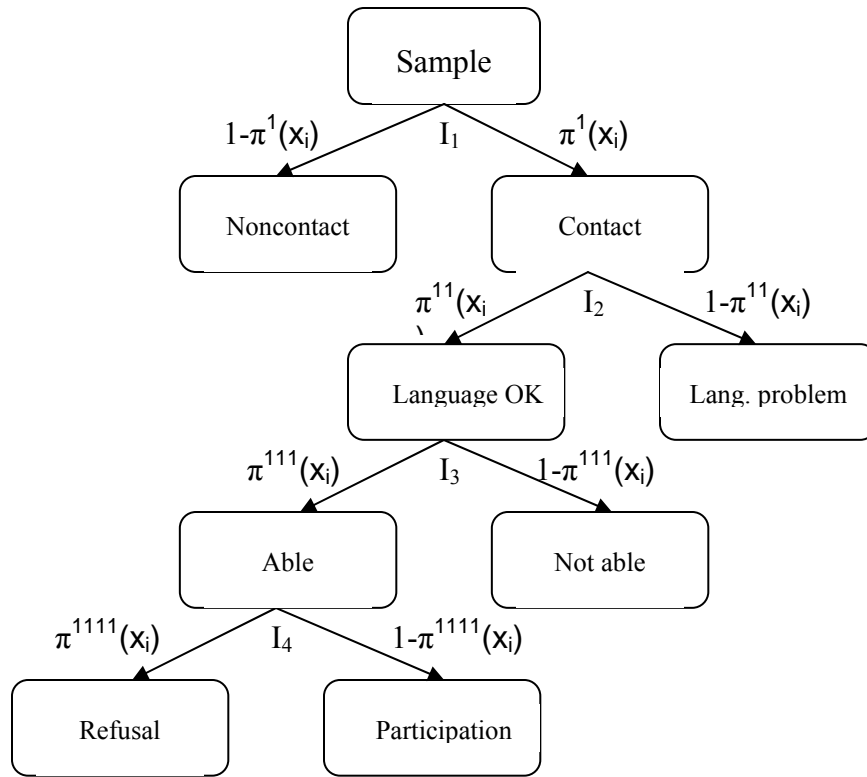 Sample
1-π¹(xᵢ) I₁ π¹(xᵢ)
Noncontact Contact
π¹¹(xᵢ I₂ 1-π¹¹(xᵢ)
Language OK Lang. problem
π¹¹¹(xᵢ) I₃ 1-π¹¹¹(xᵢ)
Able Not able
π¹¹¹¹(xᵢ) I₄ 1-π¹¹¹¹(xᵢ)
Refusal Participation